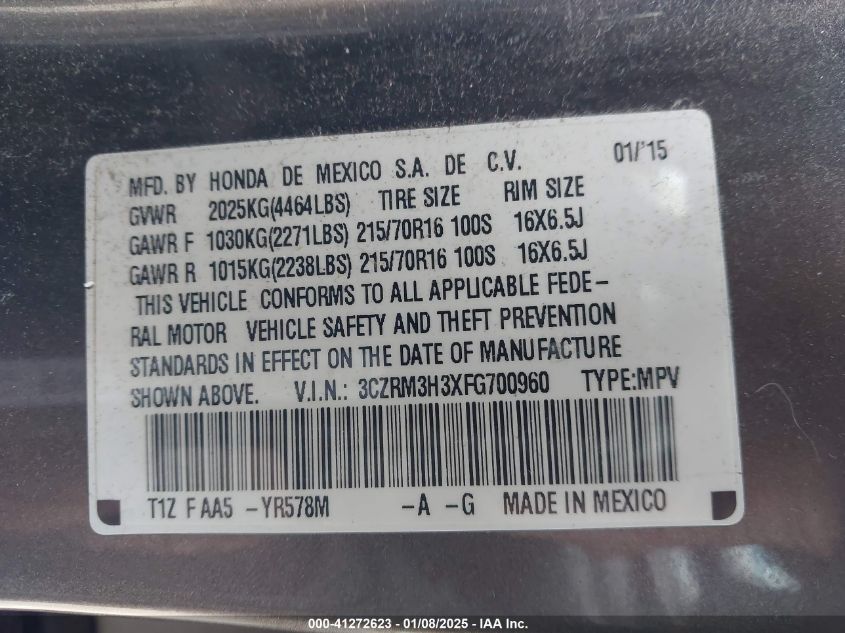 MFD. BY HONDA DE MEXICO S.A. DE C.V. 01/'15
GVWR 2025KG(4464LBS) TIRE SIZE RIM SIZE
GAWR F 1030KG(2271LBS) 215/70R16 100S 16X6.5J
GAWR R 1015KG(2238LBS) 215/70R16 100S 16X6.5J
THIS VEHICLE CONFORMS TO ALL APPLICABLE FEDE-
RAL MOTOR VEHICLE SAFETY AND THEFT PREVENTION
STANDARDS IN EFFECT ON THE DATE OF MANUFACTURE
SHOWN ABOVE. V.I.N.: 3CZRM3H3XFG700960 TYPE:MPV
T1Z F AA5 -YR578M -A -G MADE IN MEXICO
000-41272623 - 01/08/2025 - IAA Inc.